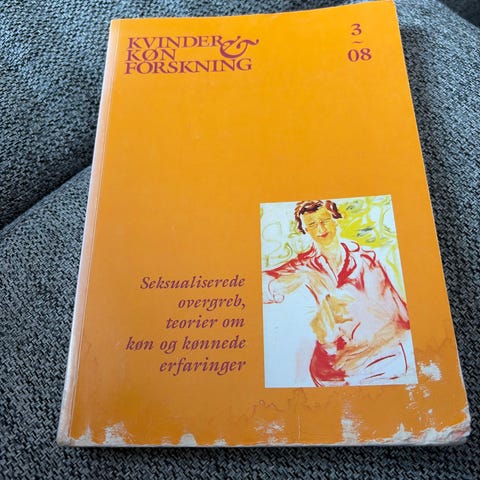 KVINDER &
KØN
FORSKNING
3
~
08
Seksualiserede
overgreb,
teorier om
køn og kønnede
erfaringer